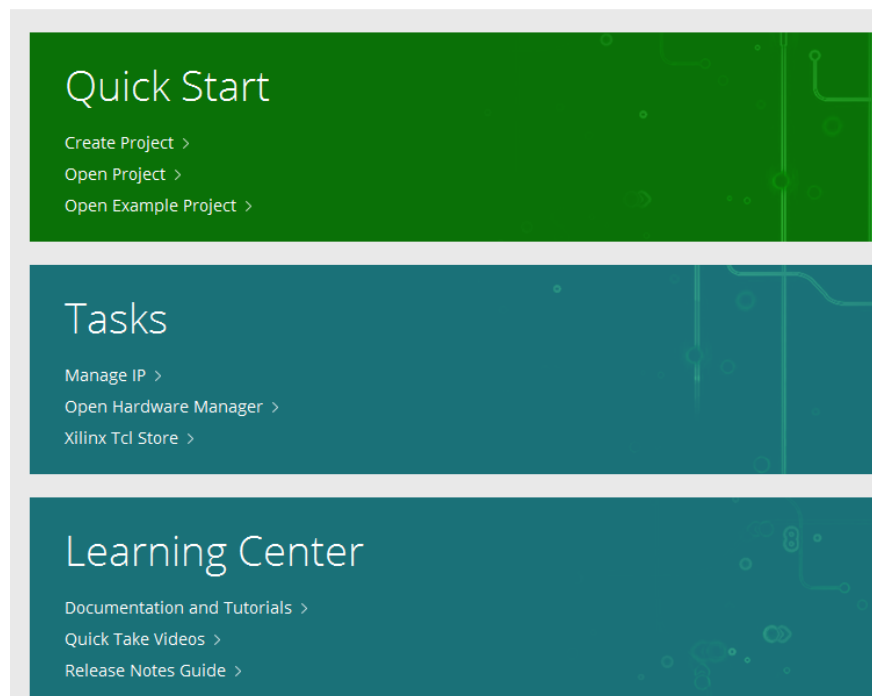 Quick Start
Create Project >
Open Project >
Open Example Project >
Tasks
Manage IP >
Open Hardware Manager >
Xilinx Tcl Store >
Learning Center
Documentation and Tutorials >
Quick Take Videos >
Release Notes Guide >